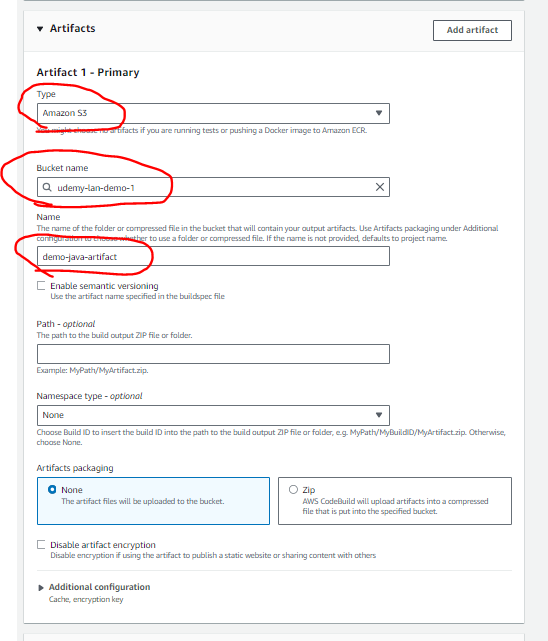 Artifacts
Add artifact
Artifact 1 - Primary
Type
Amazon S3
You might choose no artifacts if you are running tests or pushing a Docker image to Amazon ECR.
Bucket name
udemy-lan-demo-1
Name
The name of the folder or compressed file in the bucket that will contain your output artifacts. Use Artifacts packaging under Additional
configuration to choose whether to use a folder or compressed file. If the name is not provided, defaults to project name.
demo-java-artifact
Enable semantic versioning
Use the artifact name specified in the buildspec file
Path - optional
The path to the build output ZIP file or folder.
Example: MyPath/MyArtifact.zip.
Namespace type - optional
None
Choose Build ID to insert the build ID into the path to the build output ZIP file or folder, e.g. MyPath/MyBuildID/MyArtifact.zip. Otherwise,
choose None.
Artifacts packaging
None
The artifact files will be uploaded to the bucket.
Zip
AWS CodeBuild will upload artifacts into a compressed
file that is put into the specified bucket.
Disable artifact encryption
Disable encryption if using the artifact to publish a static website or sharing content with others
Additional configuration
Cache, encryption key